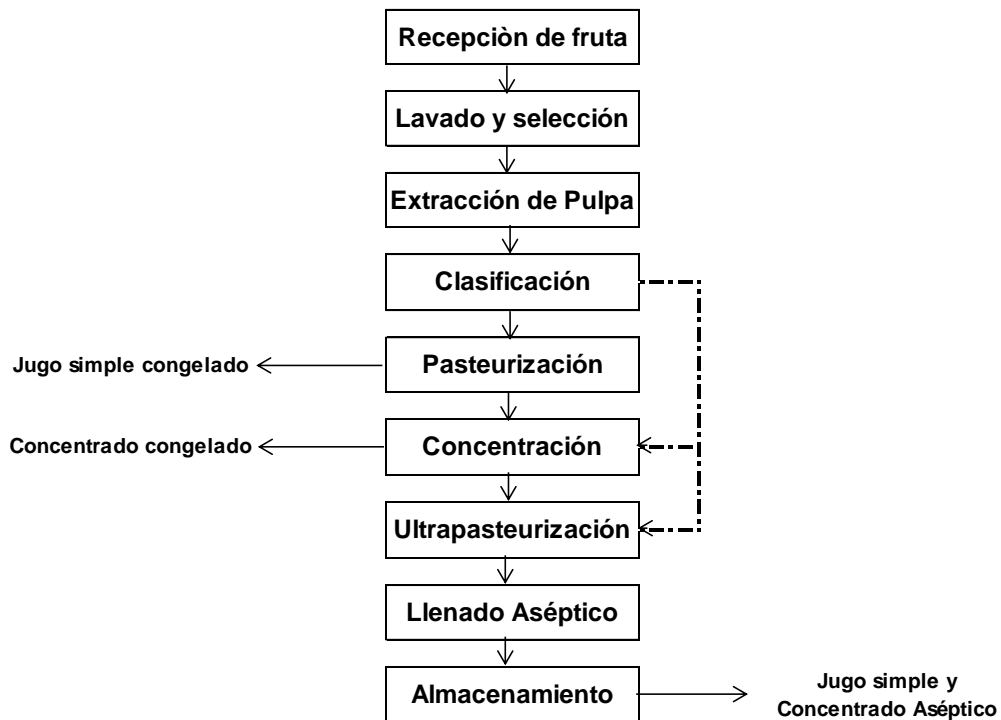 Recepciòn de fruta
Lavado y selección
Extracción de Pulpa
Clasificación
Jugo simple congelado
Pasteurización
Concentrado congelado
Concentración
Ultrapasteurización
Llenado Aséptico
Almacenamiento
Jugo simple y
Concentrado Aséptico